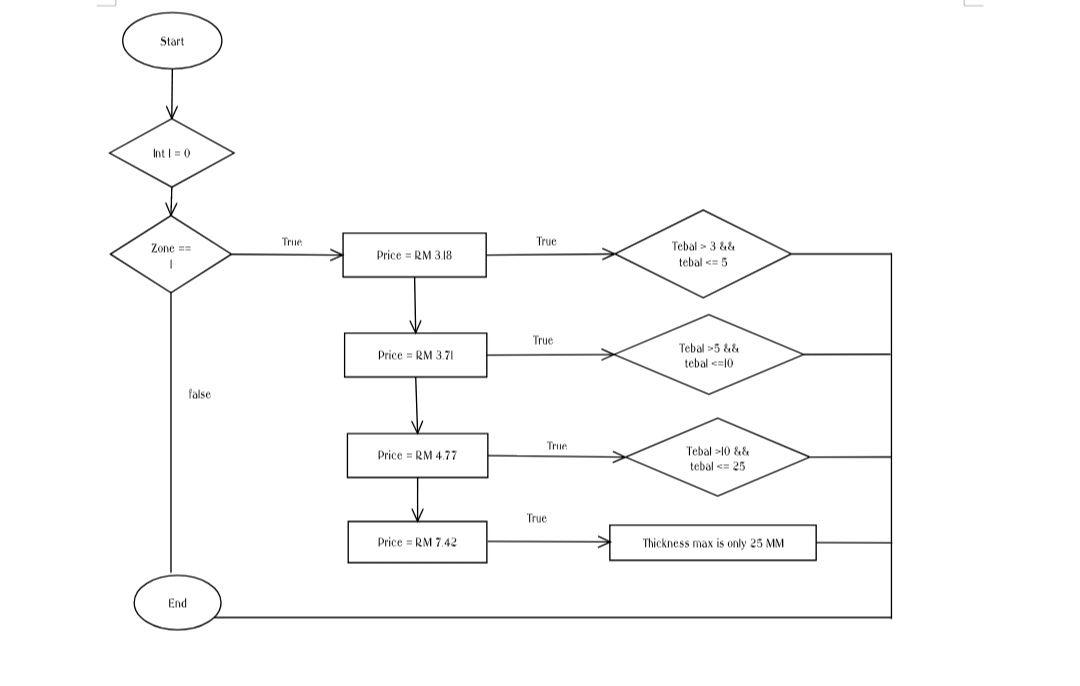 Start
Int I = 0
Zone ==
I
True
Price = RM 3.18
True
Tebal > 3 &&
tebal <= 5
Price = RM 3.71
True
Tebal >5 &&
tebal <=10
false
Price = RM 4.77
True
Tebal >10 &&
tebal <= 25
Price = RM 7.42
True
Thickness max is only 25 MM
End